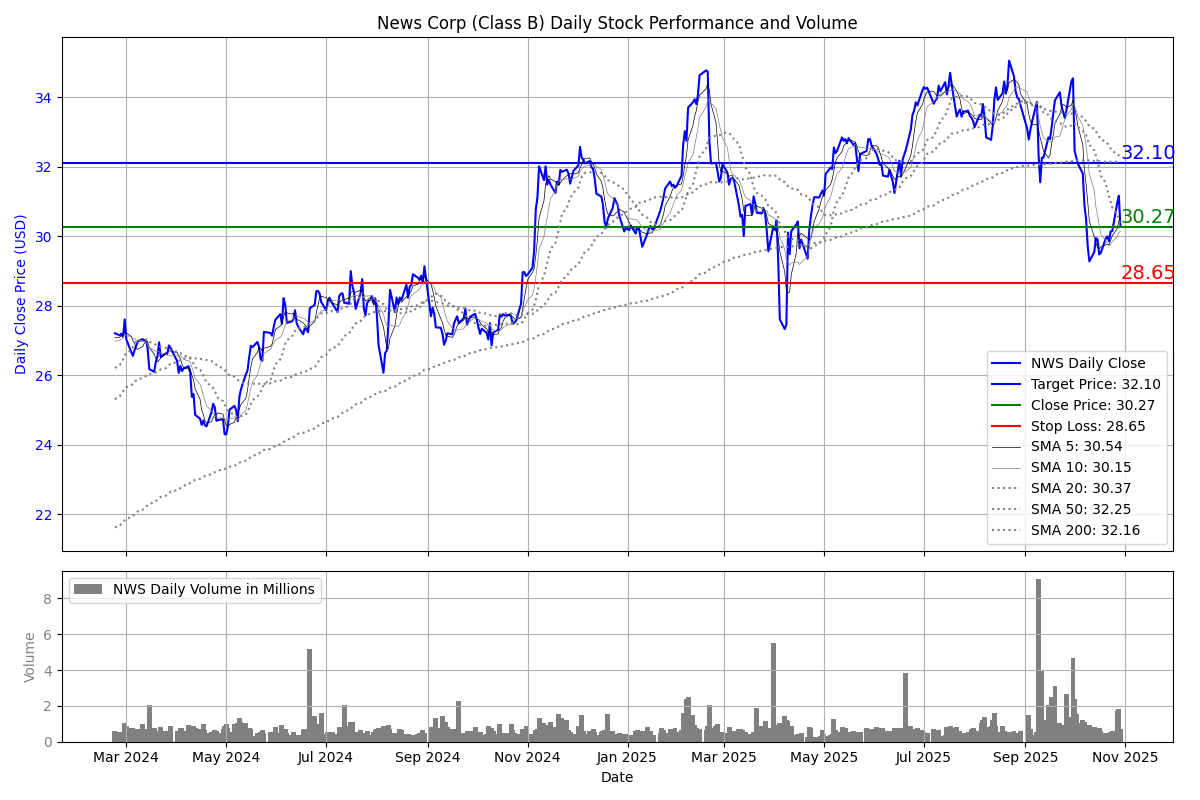 News Corp (Class B) Daily Stock Performance and Volume
Daily Close Price (USD)
34
32
30
28
26
24
22
32.10
30.27
28.65
NWS Daily Close
Target Price: 32.10
Close Price: 30.27
Stop Loss: 28.65
SMA 5: 30.54
SMA 10: 30.15
SMA 20: 30.37
SMA 50: 32.25
SMA 200: 32.16
NWS Daily Volume in Millions
Volume
8
6
4
2
0
Mar 2024 May 2024 Jul 2024 Sep 2024 Nov 2024 Jan 2025 Mar 2025 May 2025 Jul 2025 Sep 2025 Nov 2025
Date